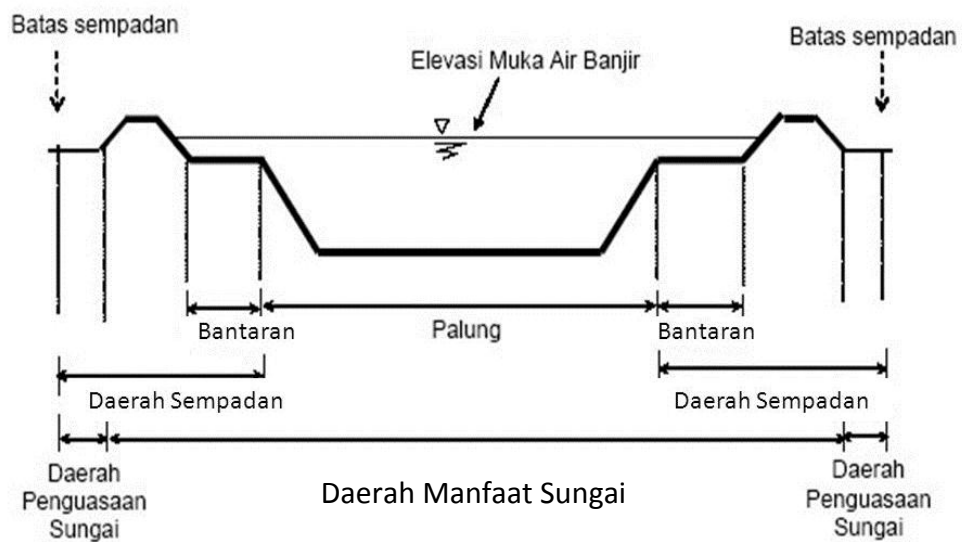 Batas sempadan
Batas sempadan
Elevasi Muka Air Banjir
Bantaran
Palung
Bantaran
Daerah Sempadan
Daerah Sempadan
Daerah
Penguasaan
Sungai
Daerah Manfaat Sungai
Daerah
Penguasaan
Sungai